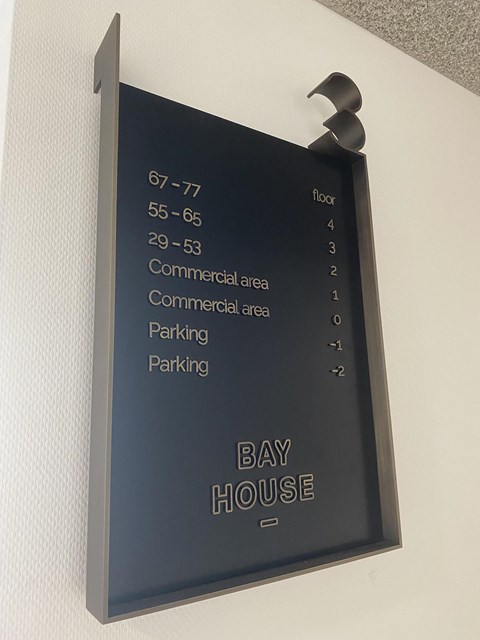 13
floor
67–77 4
55–65 3
29–53 2
Commercial area 1
Commercial area 0
Parking –1
Parking –2
BAY
HOUSE